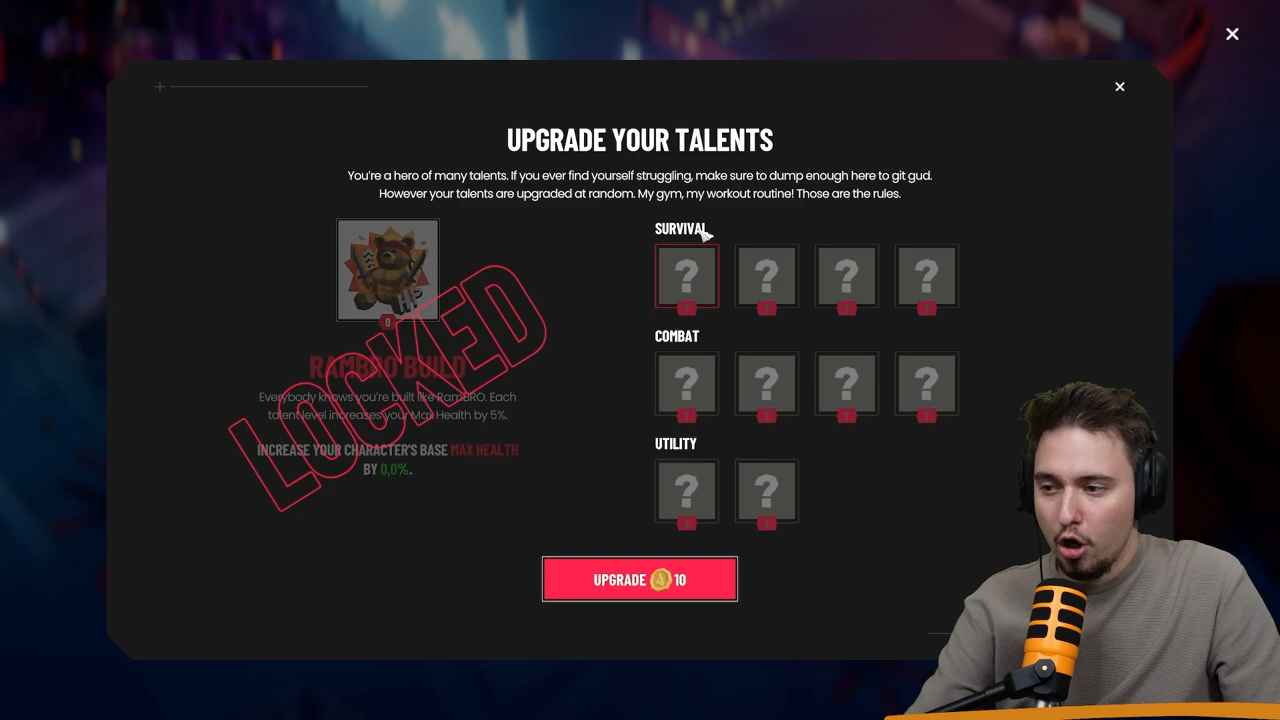 UPGRADE YOUR TALENTS
You're a hero of many talents. If you ever find yourself struggling, make sure to dump enough here to git gud.
However your talents are upgraded at random. My gym, my workout routine! Those are the rules.
HP
0
RAMBRO BUILD
Everybody knows you're built like RamBRO. Each
talent level increases your Max Health by 5%.
INCREASE YOUR CHARACTER'S BASE MAX HEALTH
BY 0,0%.
LOCKED
SURVIVAL
? ? ? ?
? ? ? ?
COMBAT
? ? ? ?
? ? ? ?
UTILITY
? ?
? ?
UPGRADE 10